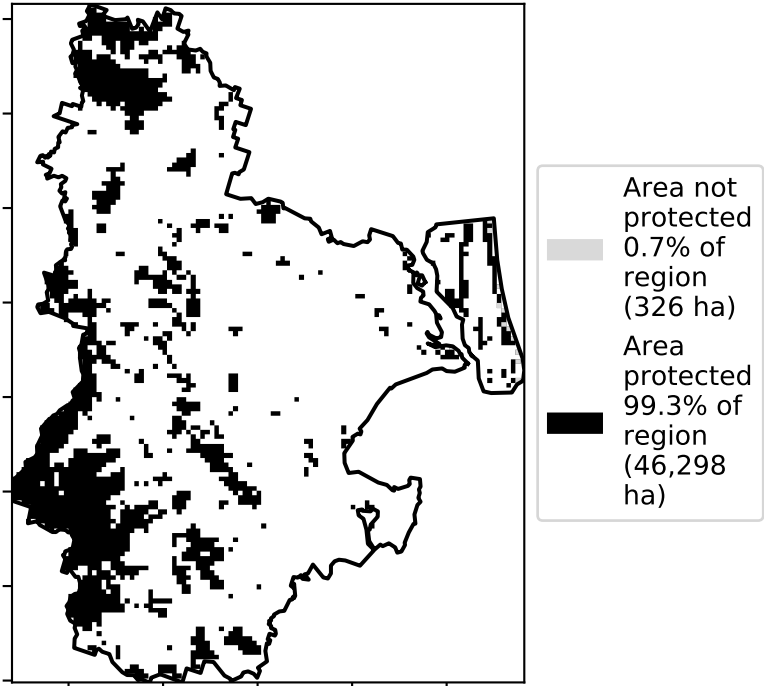 Area not
protected
0.7% of
region
(326 ha)
Area
protected
99.3% of
region
(46,298
ha)